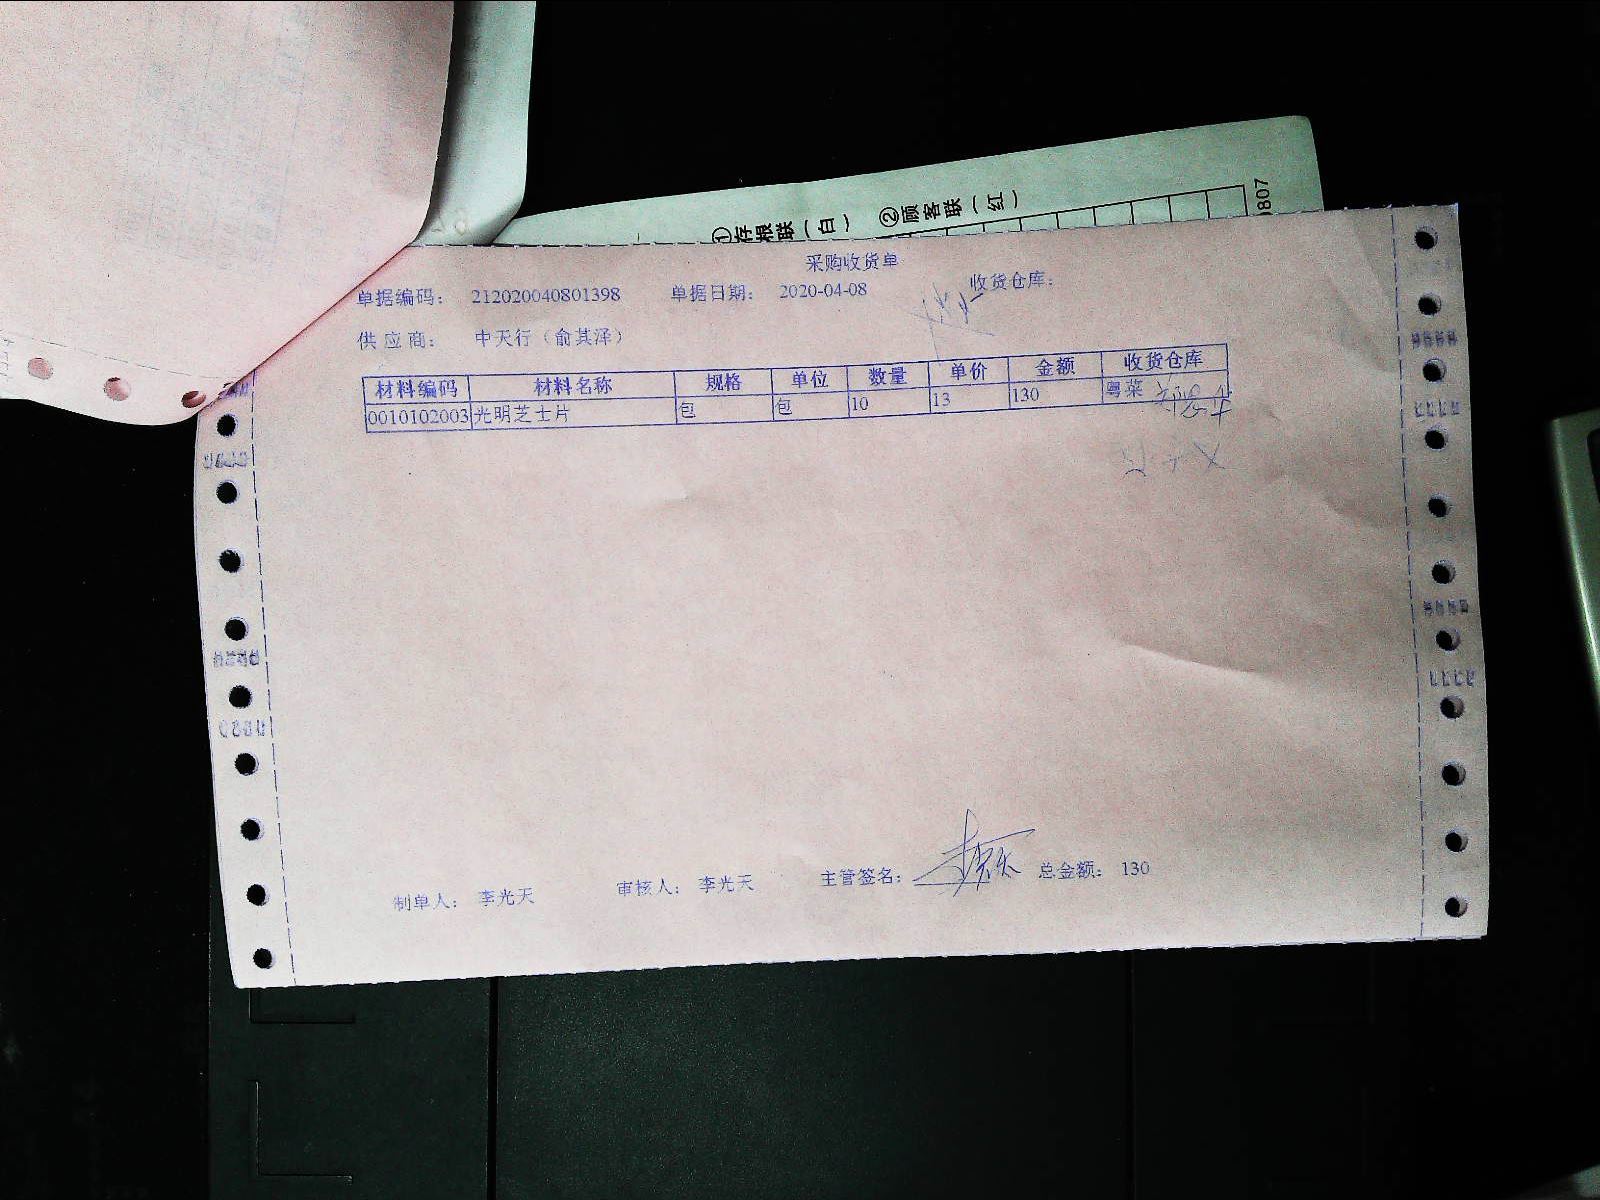 ①存根联（白） ②顾客联（红）
0807
采购收货单
单据编码： 212020040801398 单据日期： 2020-04-08 收货仓库：
供应商： 中天行（俞其泽）
材料编码 材料名称 规格 单位 数量 单价 金额 收货仓库
0010102003 光明芝士片 包 包 10 13 130 粤菜
制单人： 李光天 审核人： 李光天 主管签名： 总金额： 130